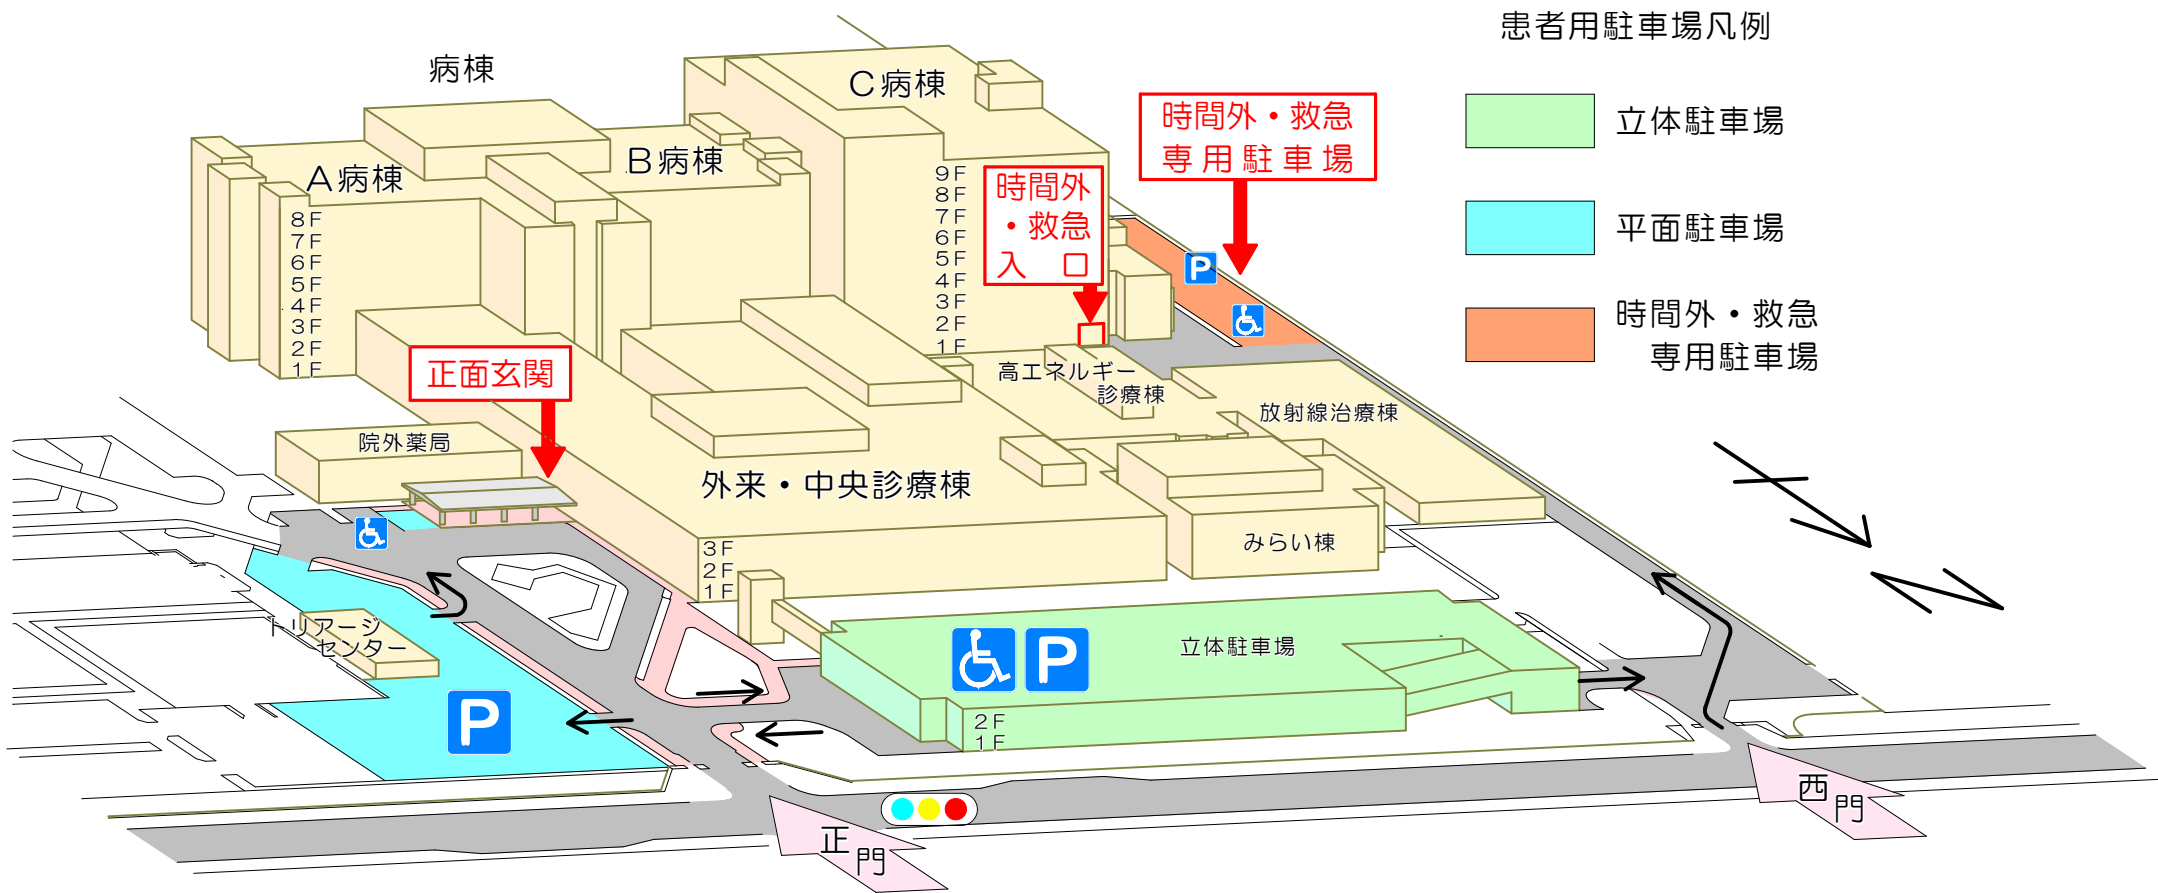 患者用駐車場凡例
立体駐車場
平面駐車場
時間外・救急
専用駐車場
病棟
C病棟
B病棟
A病棟
時間外・救急
専用駐車場
時間外
・救急
入 口
9F
8F
7F
6F
5F
4F
3F
2F
1F
8F
7F
6F
5F
4F
3F
2F
1F
正面玄関
高エネルギー
診療棟
放射線治療棟
院外薬局
外来・中央診療棟
みらい棟
3F
2F
1F
トリアージ
センター
立体駐車場
2F
1F
P
P
P
西門
正門